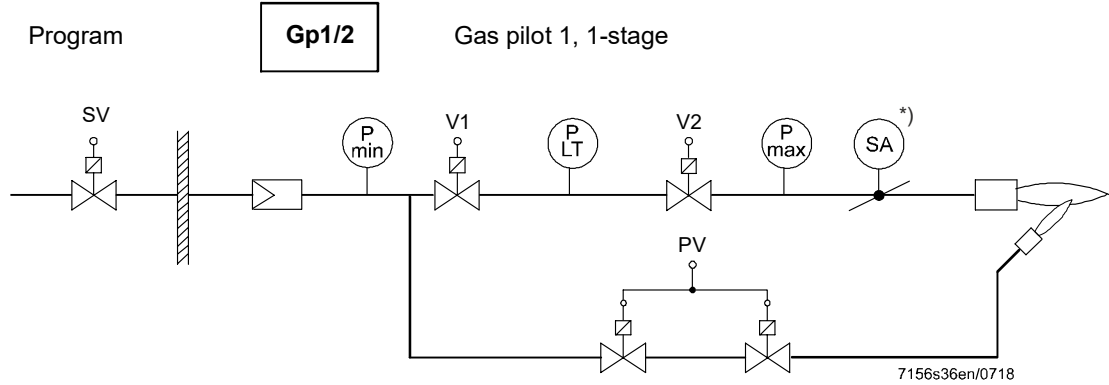 Program Gp1/2 Gas pilot 1, 1-stage
SV
P
min
V1
P
LT
V2
P
max
SA
*)
PV
7156s36en/0718